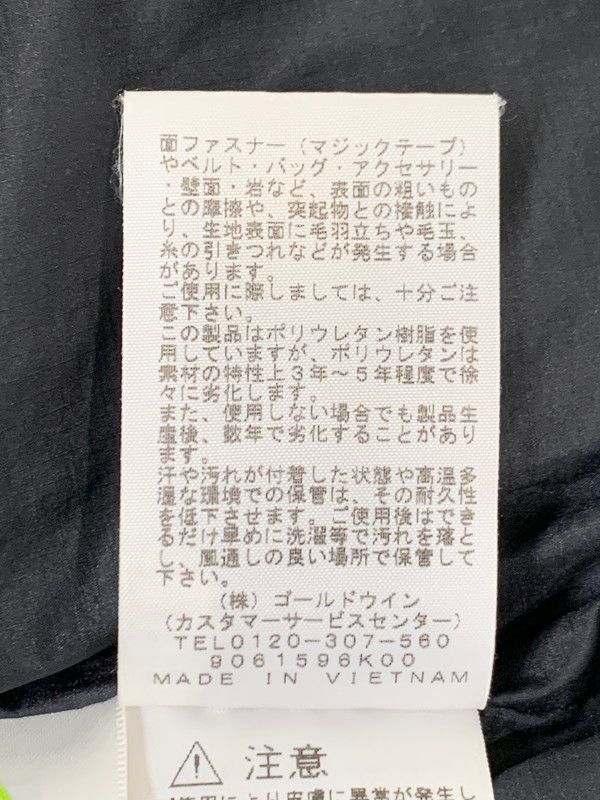 面ファスナー(マジックテープ)
やベルト・バッグ・アクセサリー
・壁面・岩など、表面の粗いもの
との摩擦や、突起物との接触によ
り、生地表面に毛羽立ちや毛玉、
糸の引きつれなどが発生する場合
があります。
ご使用に際しましては、十分ご注
意下さい。
この製品はポリウレタン樹脂を使
用していますが、ポリウレタンは
素材の特性上3年〜5年程度で徐
々に劣化します。
また、使用しない場合でも製品生
産後、数年で劣化することがあり
ます。
汗や汚れが付着した状態や高温多
湿な環境での保管は、その耐久性
を低下させます。ご使用後はでき
るだけ早めに洗濯等で汚れを落と
し、風通しの良い場所で保管して
下さい。
(株)ゴールドウイン
(カスタマーサービスセンター)
TEL0120-307-560
9061596K00
MADE IN VIETNAM
注意
使用により皮膚に異常が発生し